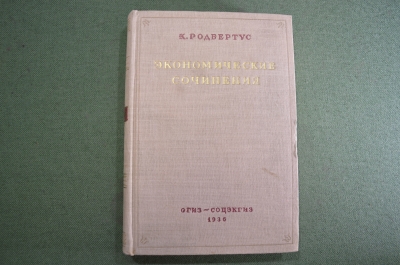 К. РОДБЕРТУС
ЭКОНОМИЧЕСКИЕ
СОЧИНЕНИЯ
ОГИЗ — СОЦЭКГИЗ
1936